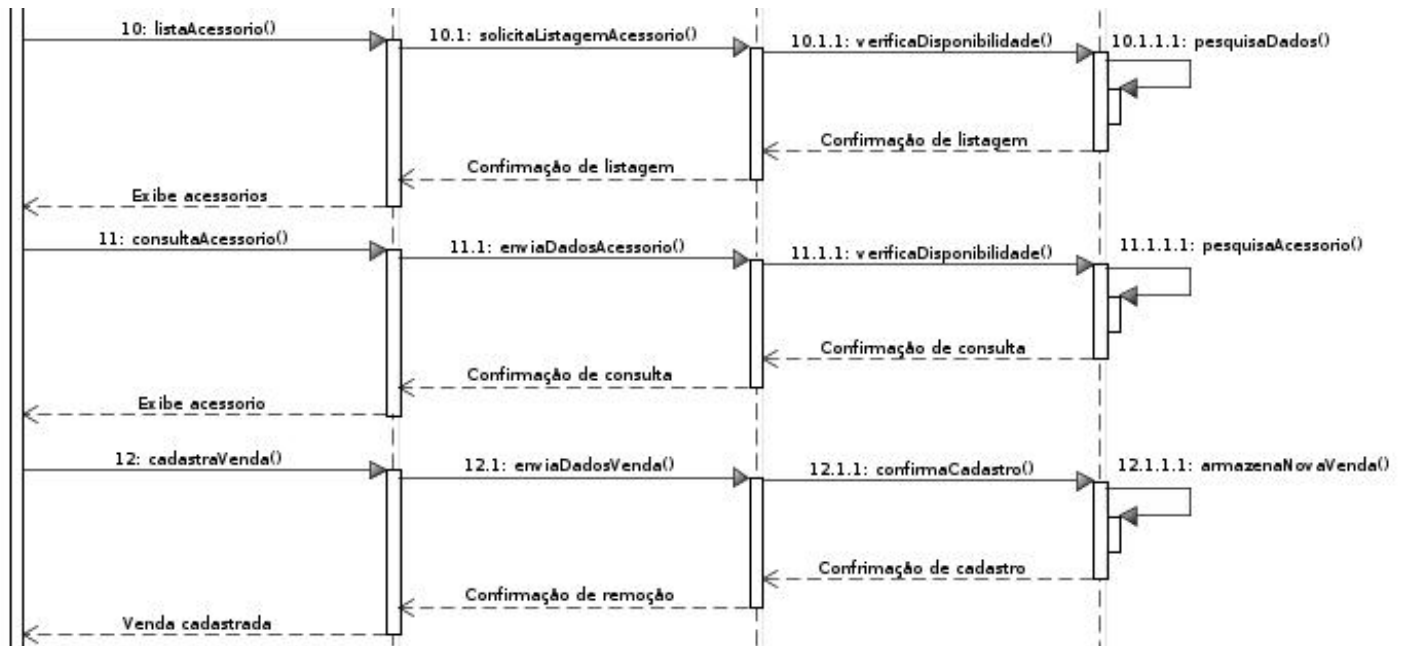 10: listaAcessorio()
10.1: solicitaListagemAcessorio()
10.1.1: verificaDisponibilidade()
10.1.1.1: pesquisaDados()
Confirmação de listagem
Confirmação de listagem
Exibe acessorios
11: consultaAcessorio()
11.1: enviaDadosAcessorio()
11.1.1: verificaDisponibilidade()
11.1.1.1: pesquisaAcessorio()
Confirmação de consulta
Confirmação de consulta
Exibe acessorio
12: cadastraVenda()
12.1: enviaDadosVenda()
12.1.1: confirmaCadastro()
12.1.1.1: armazenaNovaVenda()
Confrimação de cadastro
Confirmação de remoção
Venda cadastrada